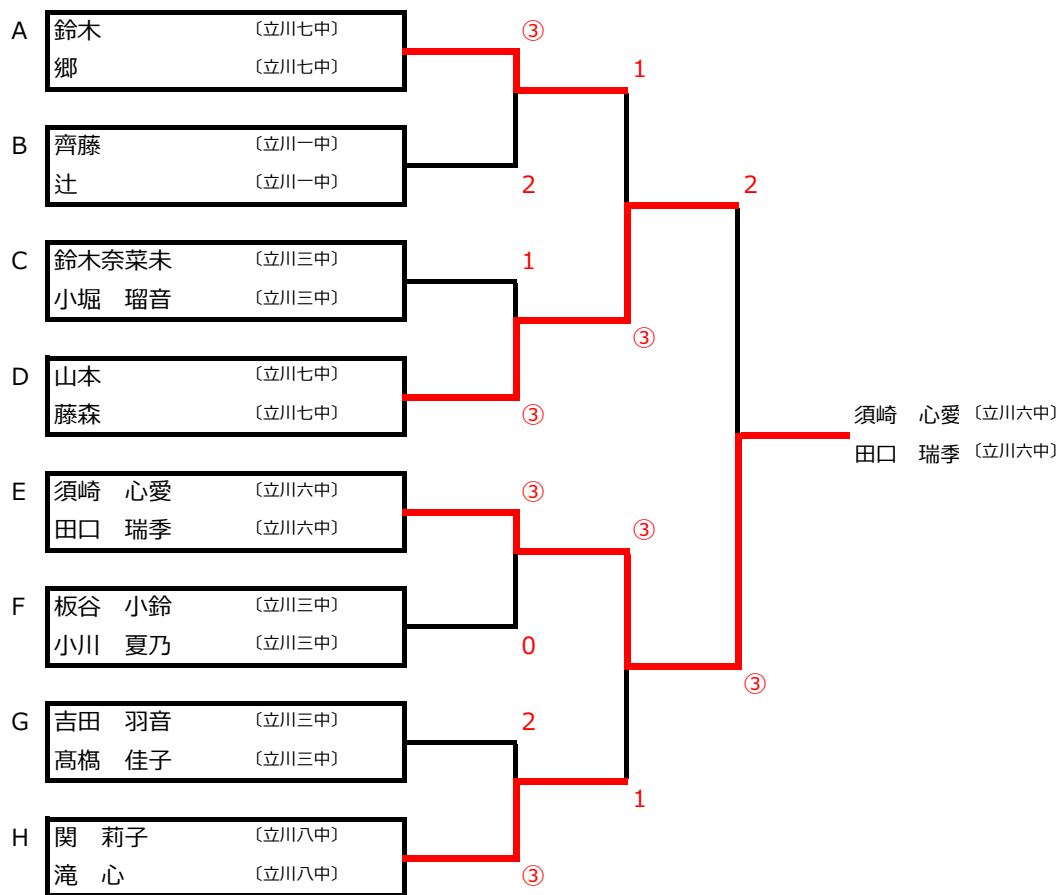 A 鈴木 〔立川七中〕 ③
郷 〔立川七中〕 1
B 齊藤 〔立川一中〕
辻 〔立川一中〕 2 2
C 鈴木奈菜未 〔立川三中〕 1
小堀　瑠音 〔立川三中〕 ③
D 山本 〔立川七中〕
藤森 〔立川七中〕 ③
須崎　心愛 〔立川六中〕
田口　瑞季 〔立川六中〕
E 須崎　心愛 〔立川六中〕 ③
田口　瑞季 〔立川六中〕 ③
F 板谷　小鈴 〔立川三中〕
小川　夏乃 〔立川三中〕 0
③
G 吉田　羽音 〔立川三中〕 2
髙橋　佳子 〔立川三中〕
1
H 関　莉子 〔立川八中〕
滝　心 〔立川八中〕 ③